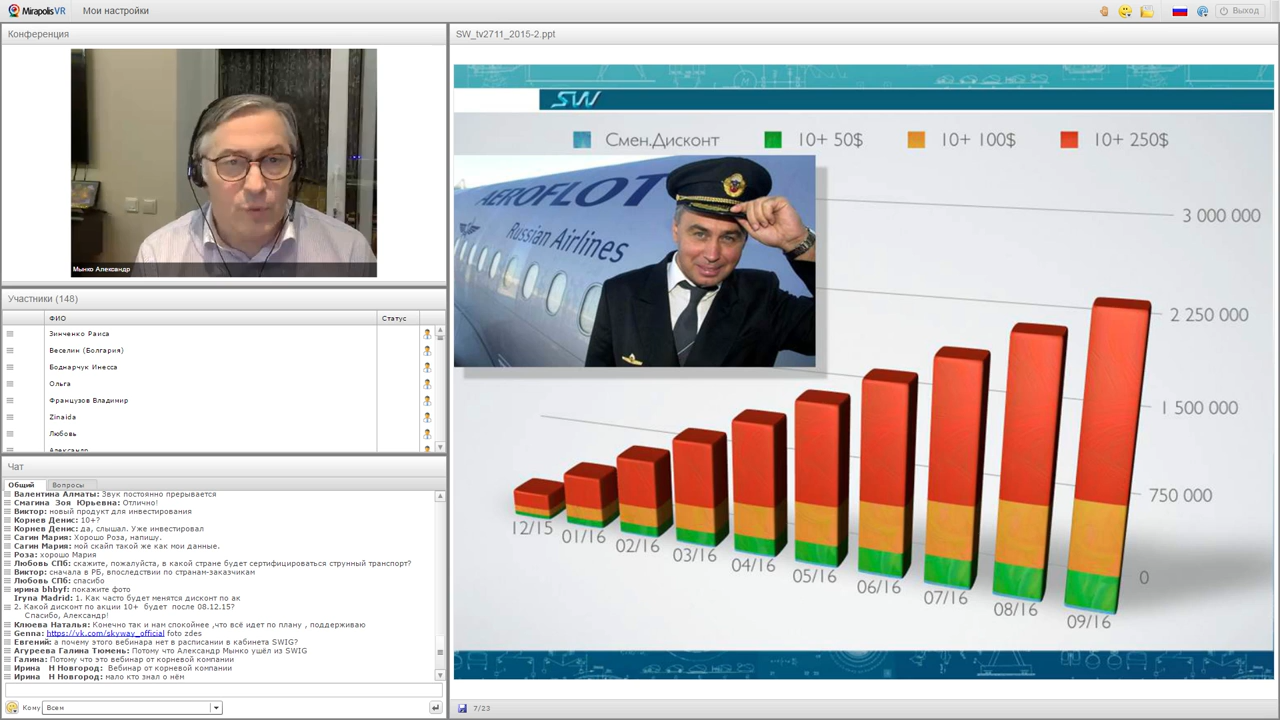 Mirapolis VR
Мои настройки
Выход
Конференция
Мынко Александр
Участники (148)
ФИО
Статус
Зинченко Раиса
Веселин (Болгария)
Боднарчук Инесса
Ольга
Французов Владимир
Zinaida
Любовь
Александр
Чат
Общий
Вопросы
Валентина Алматы: Звук постоянно прерывается
Смагина Зоя Юрьевна: Отлично!
Виктор: новый продукт для инвестирования
Корнев Денис: 10+?
Корнев Денис: да, слышал. Уже инвестировал
Сагин Мария: Хорошо Роза, напишу.
Сагин Мария: мой скайп такой же как мои данные.
Роза: хорошо Мария
Любовь СПб: скажите, пожалуйста, в какой стране будет сертифицироваться струнный транспорт?
Виктор: сначала в РБ, впоследствии по странам-заказчикам
Любовь СПб: спасибо
ирина bhbyf: покажите фото
Iryna Madrid: 1. Как часто будет менятся дисконт по ак
2. Какой дисконт по акции 10+ будет после 08.12.15?
Спасибо, Александр!
Клюева Наталья: Конечно так и нам спокойнее ,что всё идет по плану , поддерживаю
Genna: https://vk.com/skyway_official foto zdes
Евгений: а почему этого вебинара нет в расписании в кабинета SWIG?
Агуреева Галина Тюмень: Потому что Александр Мынко ушёл из SWIG
Галина: Потому что это вебинар от корневой компании
Ирина Н Новгород: Вебинар от корневой компании
Ирина Н Новгород: мало кто знал о нём
Кому
Всем
SW_tv2711_2015-2.ppt
SW
Смен.Дисконт
10+ 50$
10+ 100$
10+ 250$
AEROFLOT
Russian Airlines
3 000 000
2 250 000
1 500 000
750 000
0
12/15
01/16
02/16
03/16
04/16
05/16
06/16
07/16
08/16
09/16
7/23